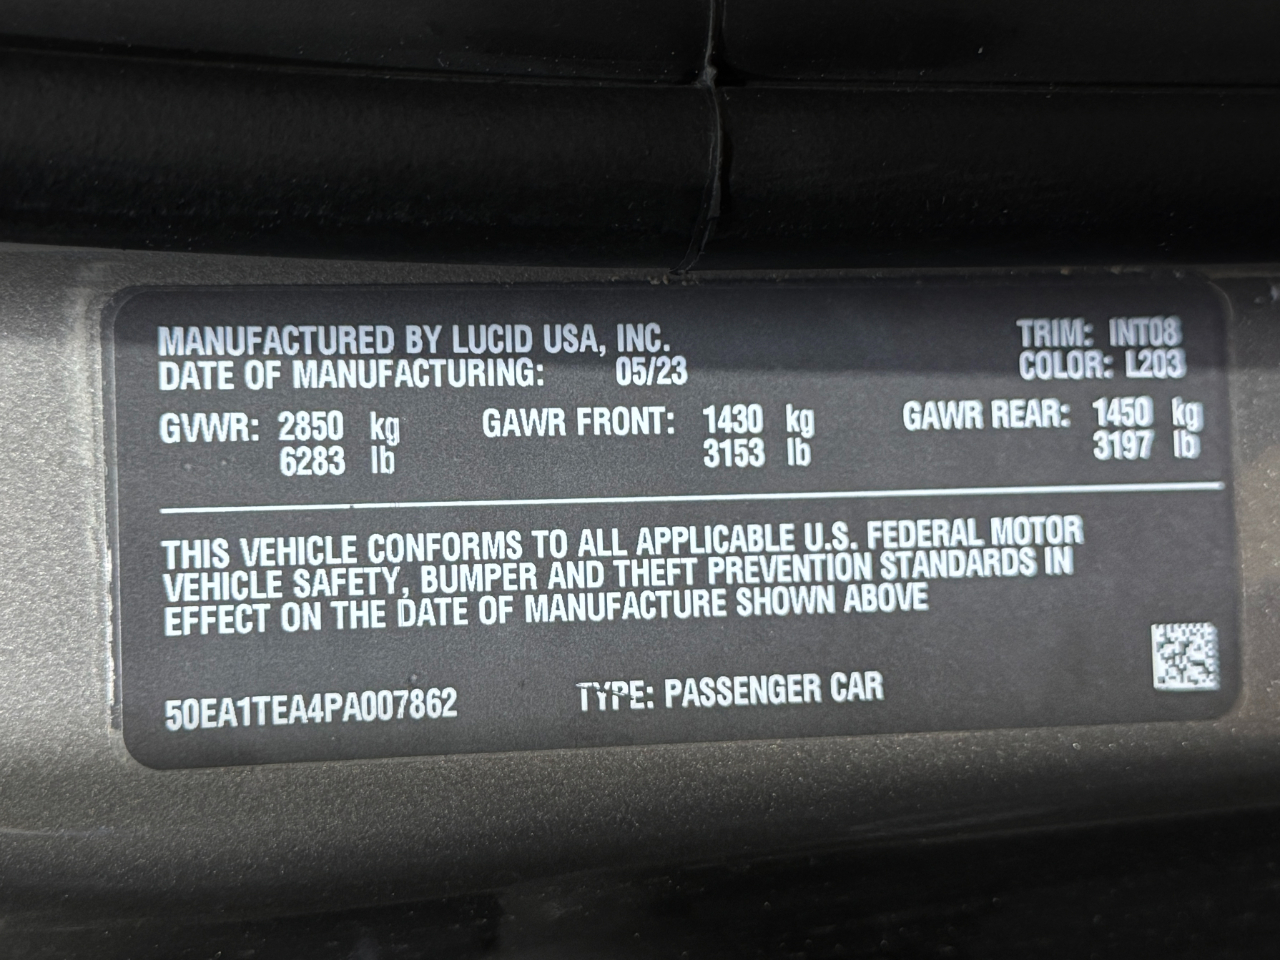 MANUFACTURED BY LUCID USA, INC. TRIM: INT08
DATE OF MANUFACTURING: 05/23 COLOR: L203
GVWR: 2850 kg GAWR FRONT: 1430 kg GAWR REAR: 1450 kg
6283 lb 3153 lb 3197 lb
THIS VEHICLE CONFORMS TO ALL APPLICABLE U.S. FEDERAL MOTOR
VEHICLE SAFETY, BUMPER AND THEFT PREVENTION STANDARDS IN
EFFECT ON THE DATE OF MANUFACTURE SHOWN ABOVE
50EA1TEA4PA007862 TYPE: PASSENGER CAR